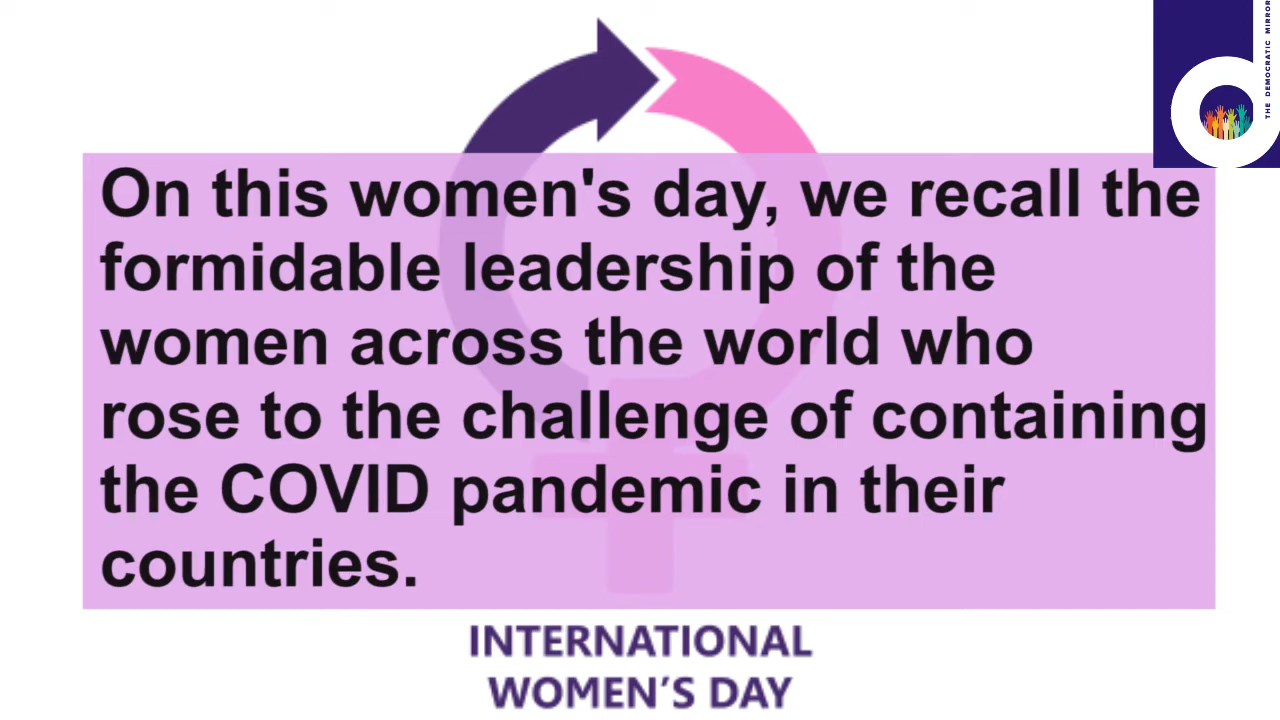 THE DEMOCRATIC MIRROR
On this women's day, we recall the
formidable leadership of the
women across the world who
rose to the challenge of containing
the COVID pandemic in their
countries.
INTERNATIONAL
WOMEN’S DAY